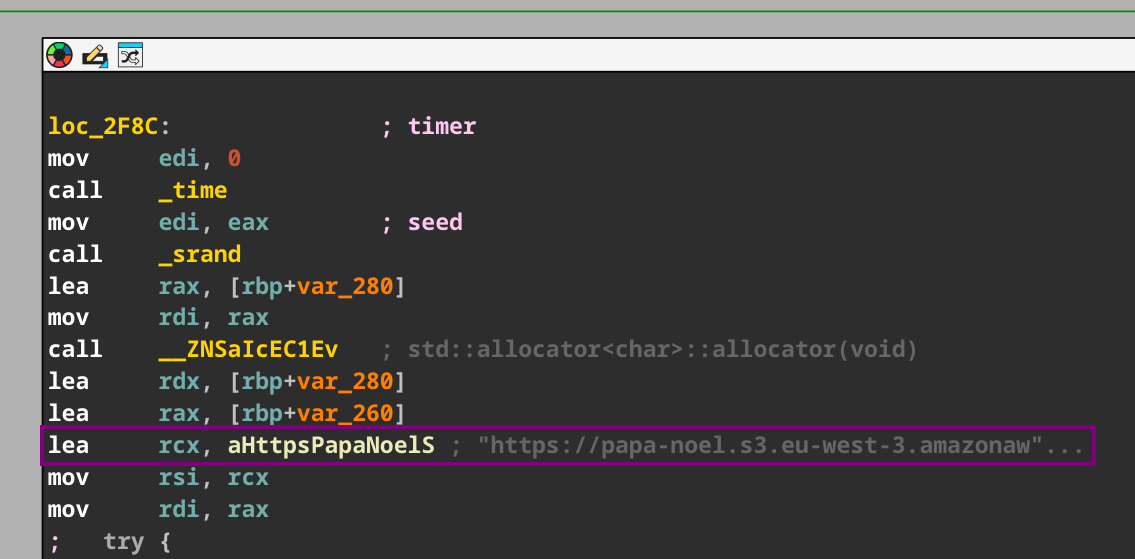 loc_2F8C: ; timer
mov edi, 0
call _time
mov edi, eax ; seed
call _srand
lea rax, [rbp+var_280]
mov rdi, rax
call __ZNSaIcEC1Ev ; std::allocator<char>::allocator(void)
lea rdx, [rbp+var_280]
lea rax, [rbp+var_260]
lea rcx, aHttpsPapaNoelS ; "https://papa-noel.s3.eu-west-3.amazonaw"...
mov rsi, rcx
mov rdi, rax
; try {